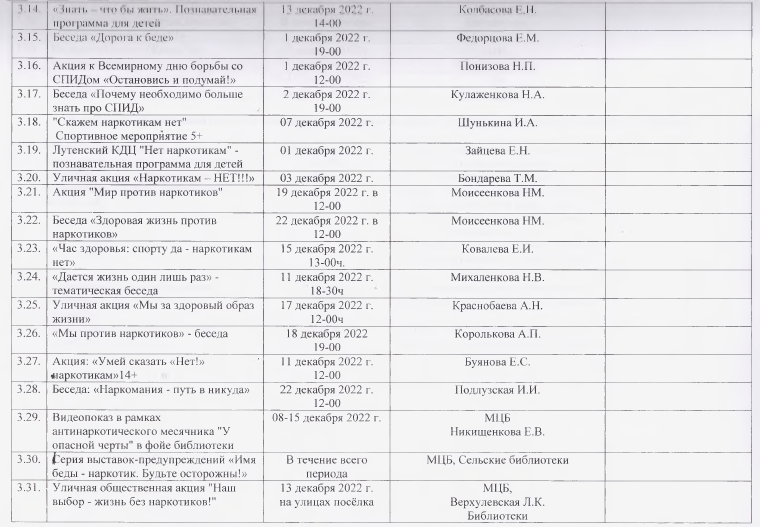 3.14. «Знать – что бы жить». Познавательная 13 декабря 2022 г. Колбасова Е.Н.
программа для детей 14-00
3.15. Беседа «Дорога к беде» 1 декабря 2022 г. Федорцова Е.М.
19-00
3.16. Акция к Всемирному дню борьбы со 1 декабря 2022 г. Понизова Н.П.
СПИДом «Остановись и подумай!» 12-00
3.17. Беседа «Почему необходимо больше 2 декабря 2022 г. Кулаженкова Н.А.
знать про СПИД» 19-00
3.18. "Скажем наркотикам нет" 07 декабря 2022 г. Шунькина И.А.
Спортивное мероприятие 5+
3.19. Лутенский КДЦ "Нет наркотикам" - 01 декабря 2022 г. Зайцева Е.Н.
познавательная программа для детей
3.20. Уличная акция «Наркотикам – НЕТ!!!» 03 декабря 2022 г. Бондарева Т.М.
3.21. Акция "Мир против наркотиков" 19 декабря 2022 г. в Моисеенкова НМ.
12-00
3.22. Беседа «Здоровая жизнь против 22 декабря 2022 г. в Моисеенкова НМ.
наркотиков» 12-00
3.23. «Час здоровья: спорту да - наркотикам 15 декабря 2022 г. Ковалева Е.И.
нет» 13-00ч.
3.24. «Дается жизнь один лишь раз» - 11 декабря 2022 г. Михаленкова Н.В.
тематическая беседа 18-30ч
3.25. Уличная акция «Мы за здоровый образ 17 декабря 2022 г. Краснобаева А.Н.
жизни» 12-00ч
3.26. «Мы против наркотиков» - беседа 18 декабря 2022 Королькова А.П.
19-00
3.27. Акция: «Умей сказать «Нет!» 11 декабря 2022 г. Буянова Е.С.
наркотикам»14+ 12-00
3.28. Беседа: «Наркомания - путь в никуда» 22 декабря 2022 г. Подлузская И.И.
12-00
3.29. Видеопоказ в рамках 08-15 декабря 2022 г. МЦБ
антинаркотического месячника "У Никищенкова Е.В.
опасной черты" в фойе библиотеки
3.30. Серия выставок-предупреждений «Имя В течение всего МЦБ, Сельские библиотеки
беды - наркотик. Будьте осторожны!» периода
3.31. Уличная общественная акция "Наш 13 декабря 2022 г. МЦБ,
выбор - жизнь без наркотиков!" на улицах посёлка Верхулевская Л.К.
Библиотеки